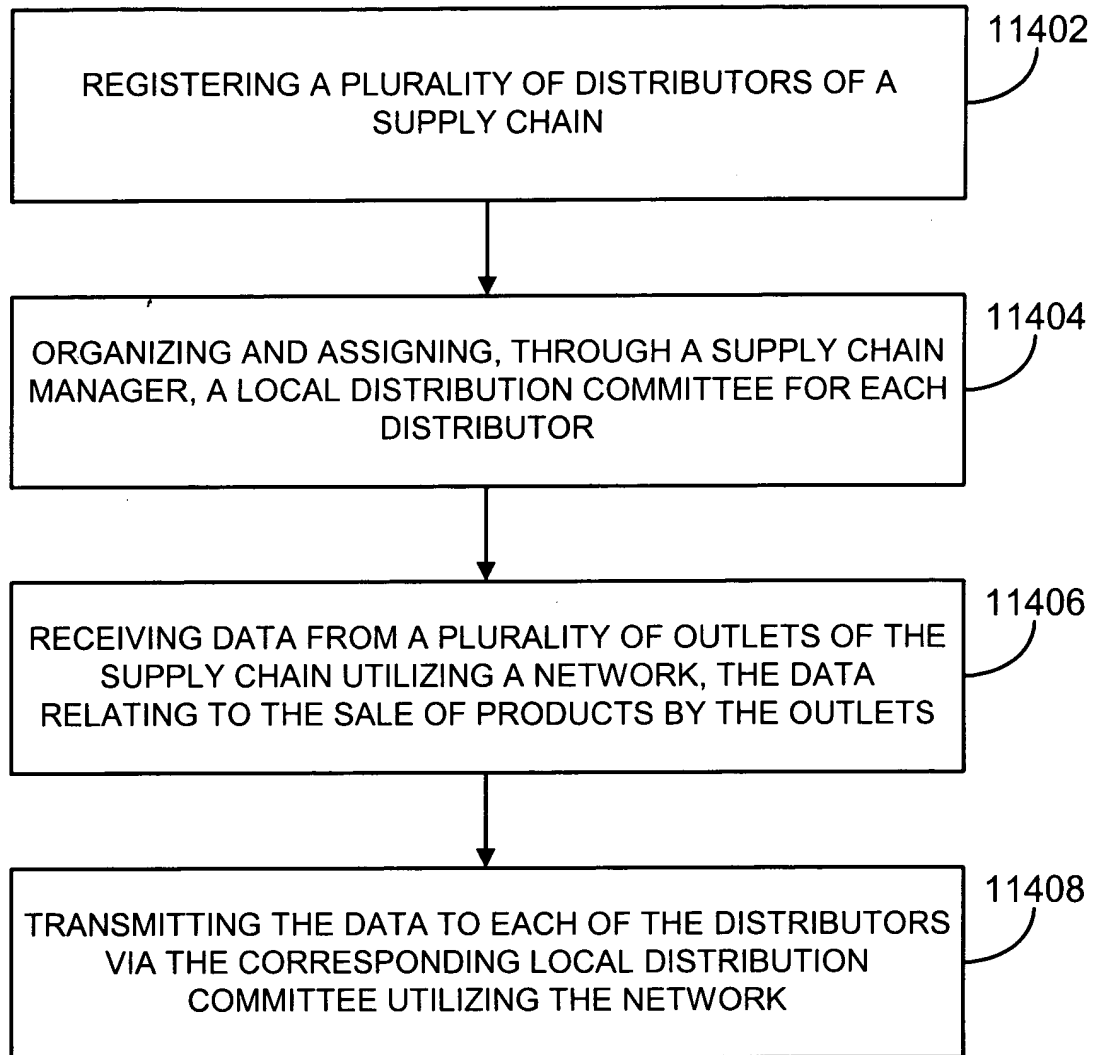 11402
REGISTERING A PLURALITY OF DISTRIBUTORS OF A
SUPPLY CHAIN
11404
ORGANIZING AND ASSIGNING, THROUGH A SUPPLY CHAIN
MANAGER, A LOCAL DISTRIBUTION COMMITTEE FOR EACH
DISTRIBUTOR
11406
RECEIVING DATA FROM A PLURALITY OF OUTLETS OF THE
SUPPLY CHAIN UTILIZING A NETWORK, THE DATA
RELATING TO THE SALE OF PRODUCTS BY THE OUTLETS
11408
TRANSMITTING THE DATA TO EACH OF THE DISTRIBUTORS
VIA THE CORRESPONDING LOCAL DISTRIBUTION
COMMITTEE UTILIZING THE NETWORK